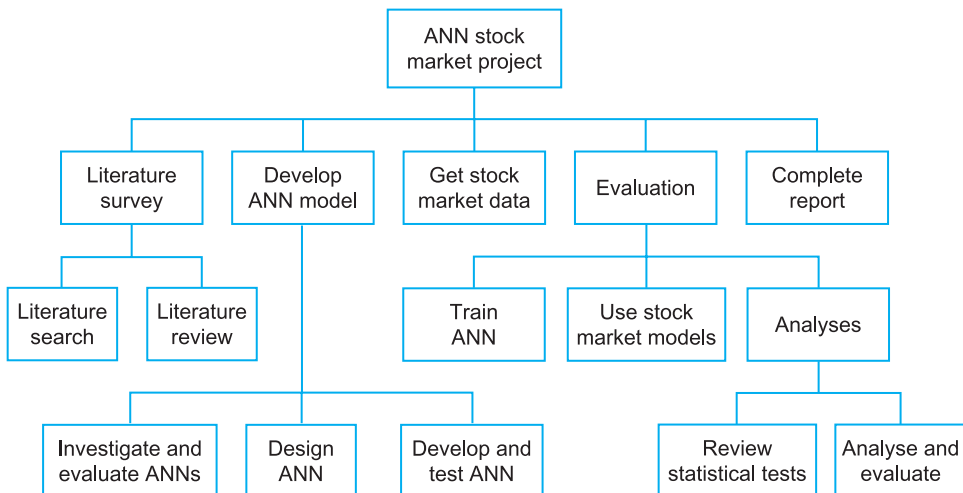 ANN stock
market project
Literature
survey
Develop
ANN model
Get stock
market data
Evaluation
Complete
report
Literature
search
Literature
review
Train
ANN
Use stock
market models
Analyses
Investigate and
evaluate ANNs
Design
ANN
Develop and
test ANN
Review
statistical tests
Analyse and
evaluate